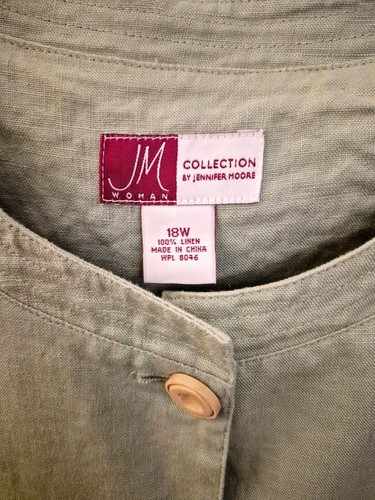 JM
WOMAN
COLLECTION
BY JENNIFER MOORE
18W
100% LINEN
MADE IN CHINA
WPL 8046